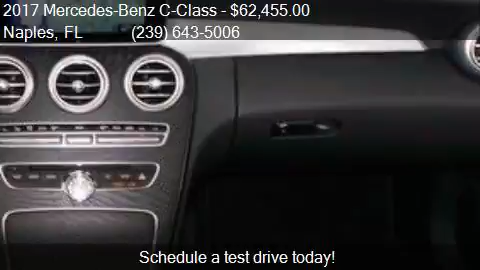 2017 Mercedes-Benz C-Class - $62,455.00
Naples, FL (239) 643-5006
Schedule a test drive today!